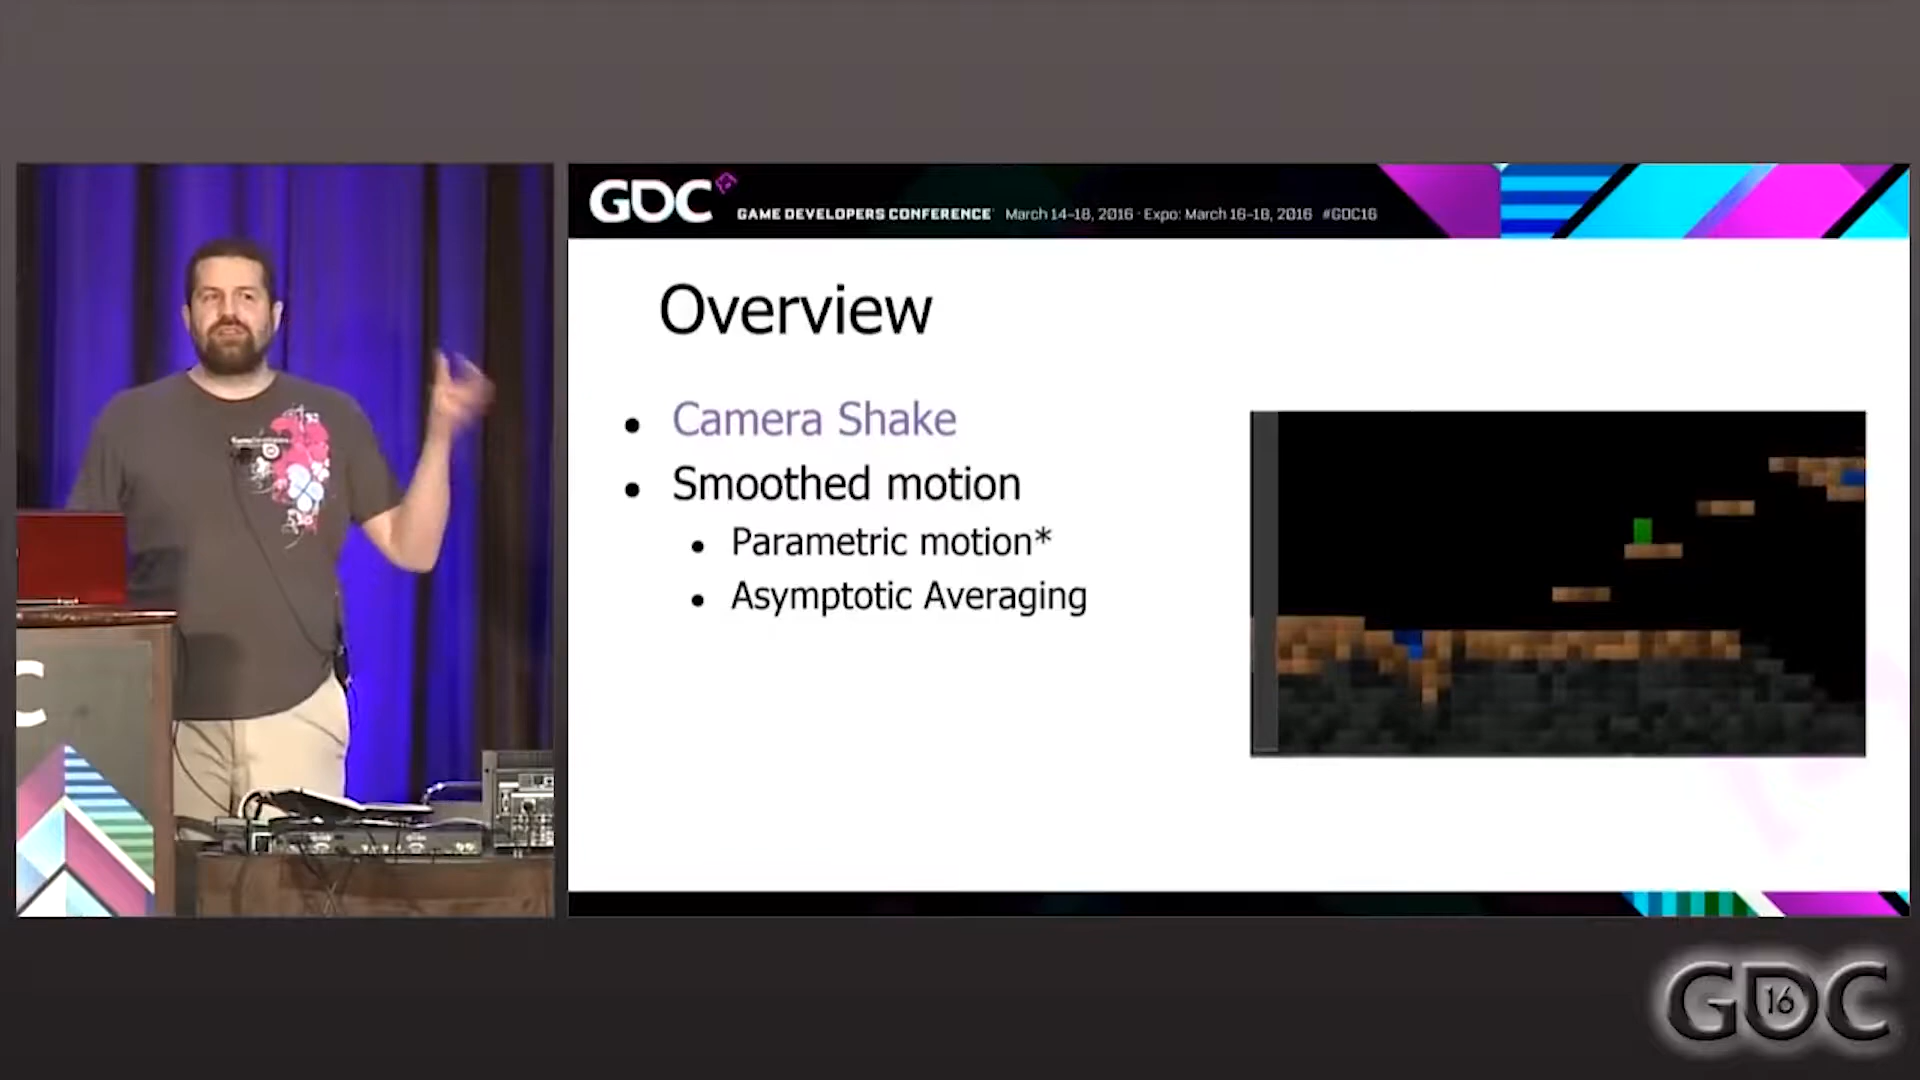 GDC
GAME DEVELOPERS CONFERENCE March 14-18, 2016 · Expo: March 16-18, 2016 #GDC16
Overview
• Camera Shake
• Smoothed motion
• Parametric motion*
• Asymptotic Averaging
C
GDC
16